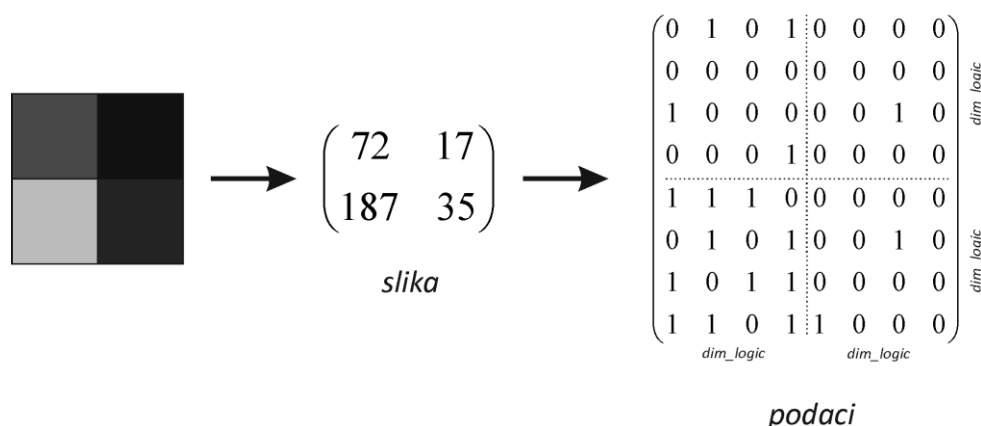 0 1 0 1 0 0 0 0
0 0 0 0 0 0 0 0
1 0 0 0 0 0 1 0
0 0 0 1 0 0 0 0
1 1 1 0 0 0 0 0
0 1 0 1 0 0 1 0
1 0 1 1 0 0 0 0
1 1 0 1 1 0 0 0
dim_logic
dim_logic
dim_logic dim_logic
podaci
72 17
187 35
slika